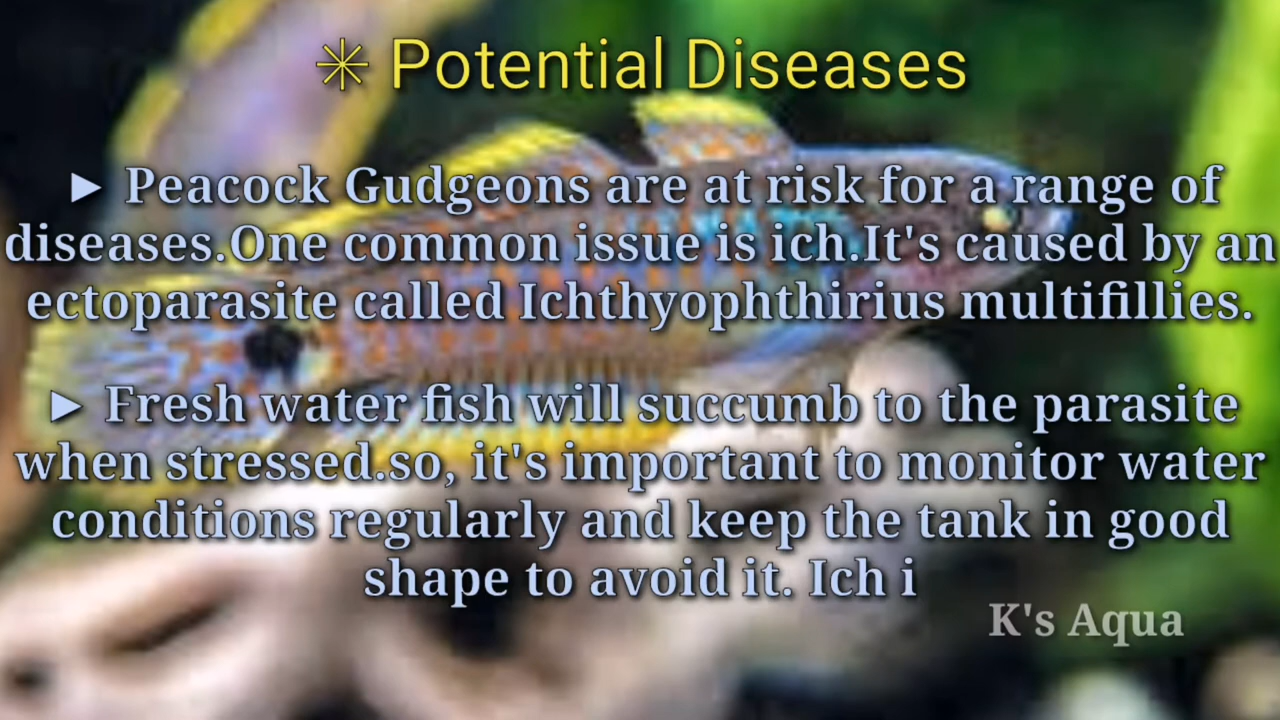 ✳ Potential Diseases
► Peacock Gudgeons are at risk for a range of
diseases.One common issue is ich.It's caused by an
ectoparasite called Ichthyophthirius multifillies.
► Fresh water fish will succumb to the parasite
when stressed.so, it's important to monitor water
conditions regularly and keep the tank in good
shape to avoid it. Ich i
K's Aqua